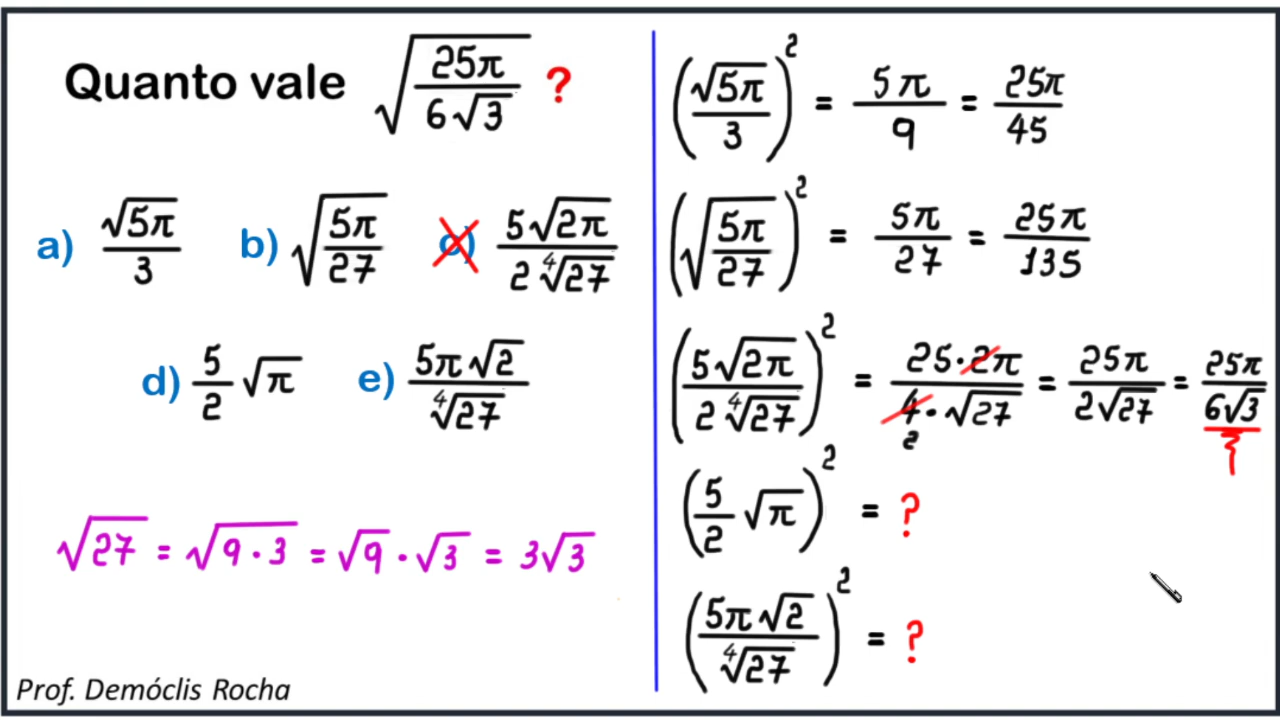 Quanto vale √(25π/(6√3)) ?
a) √5π/3 b) √(5π/27) c) 5√2π/(2∜27)
d) 5/2 √π e) 5π√2/∜27
√27 = √9·3 = √9 · √3 = 3√3
Prof. Demóclis Rocha
(√5π/3)² = 5π/9 = 25π/45
(√(5π/27))² = 5π/27 = 25π/135
(5√2π/(2∜27))² = 25·2π/(4·√27) 2 = 25π/(2√27) = 25π/(6√3)
(5/2 √π)² = ?
(5π√2/∜27)² = ?